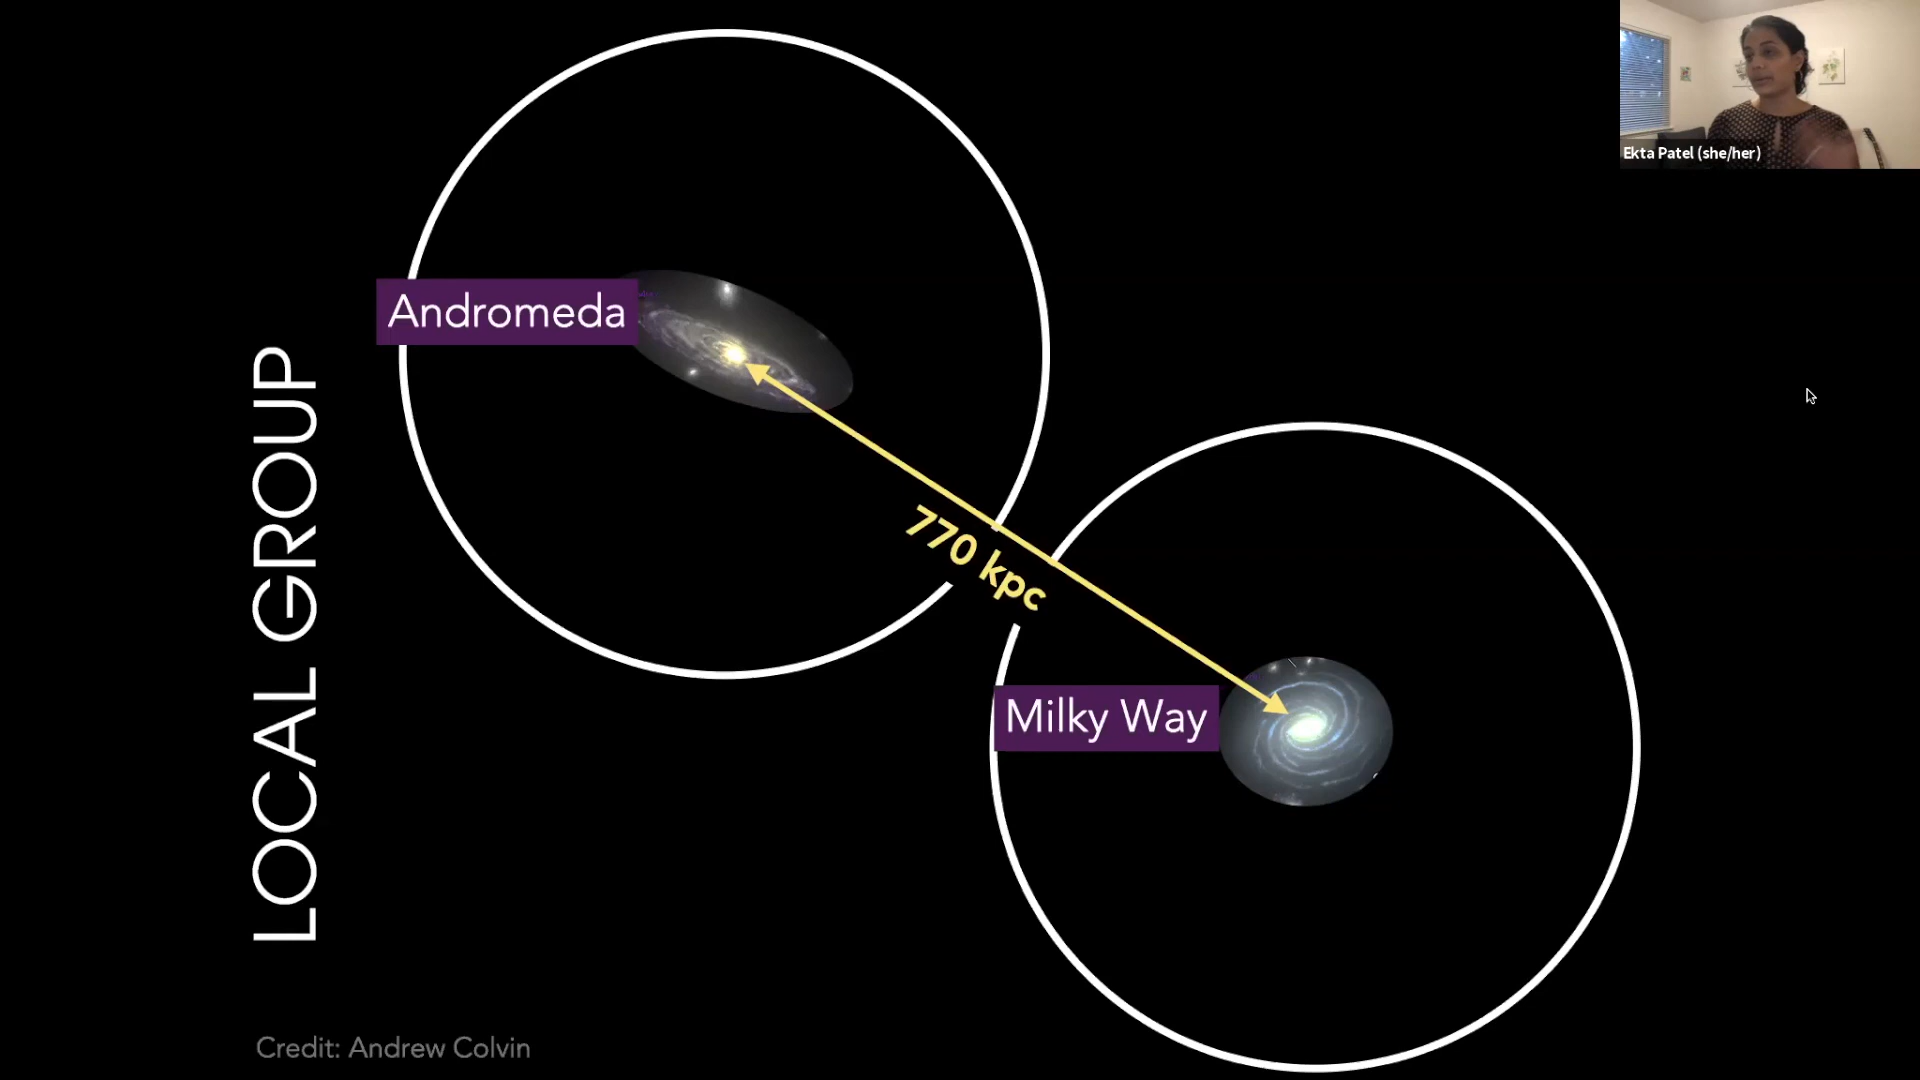 Ekta Patel (she/her)
Andromeda
LOCAL GROUP
770 kpc
Milky Way
Credit: Andrew Colvin